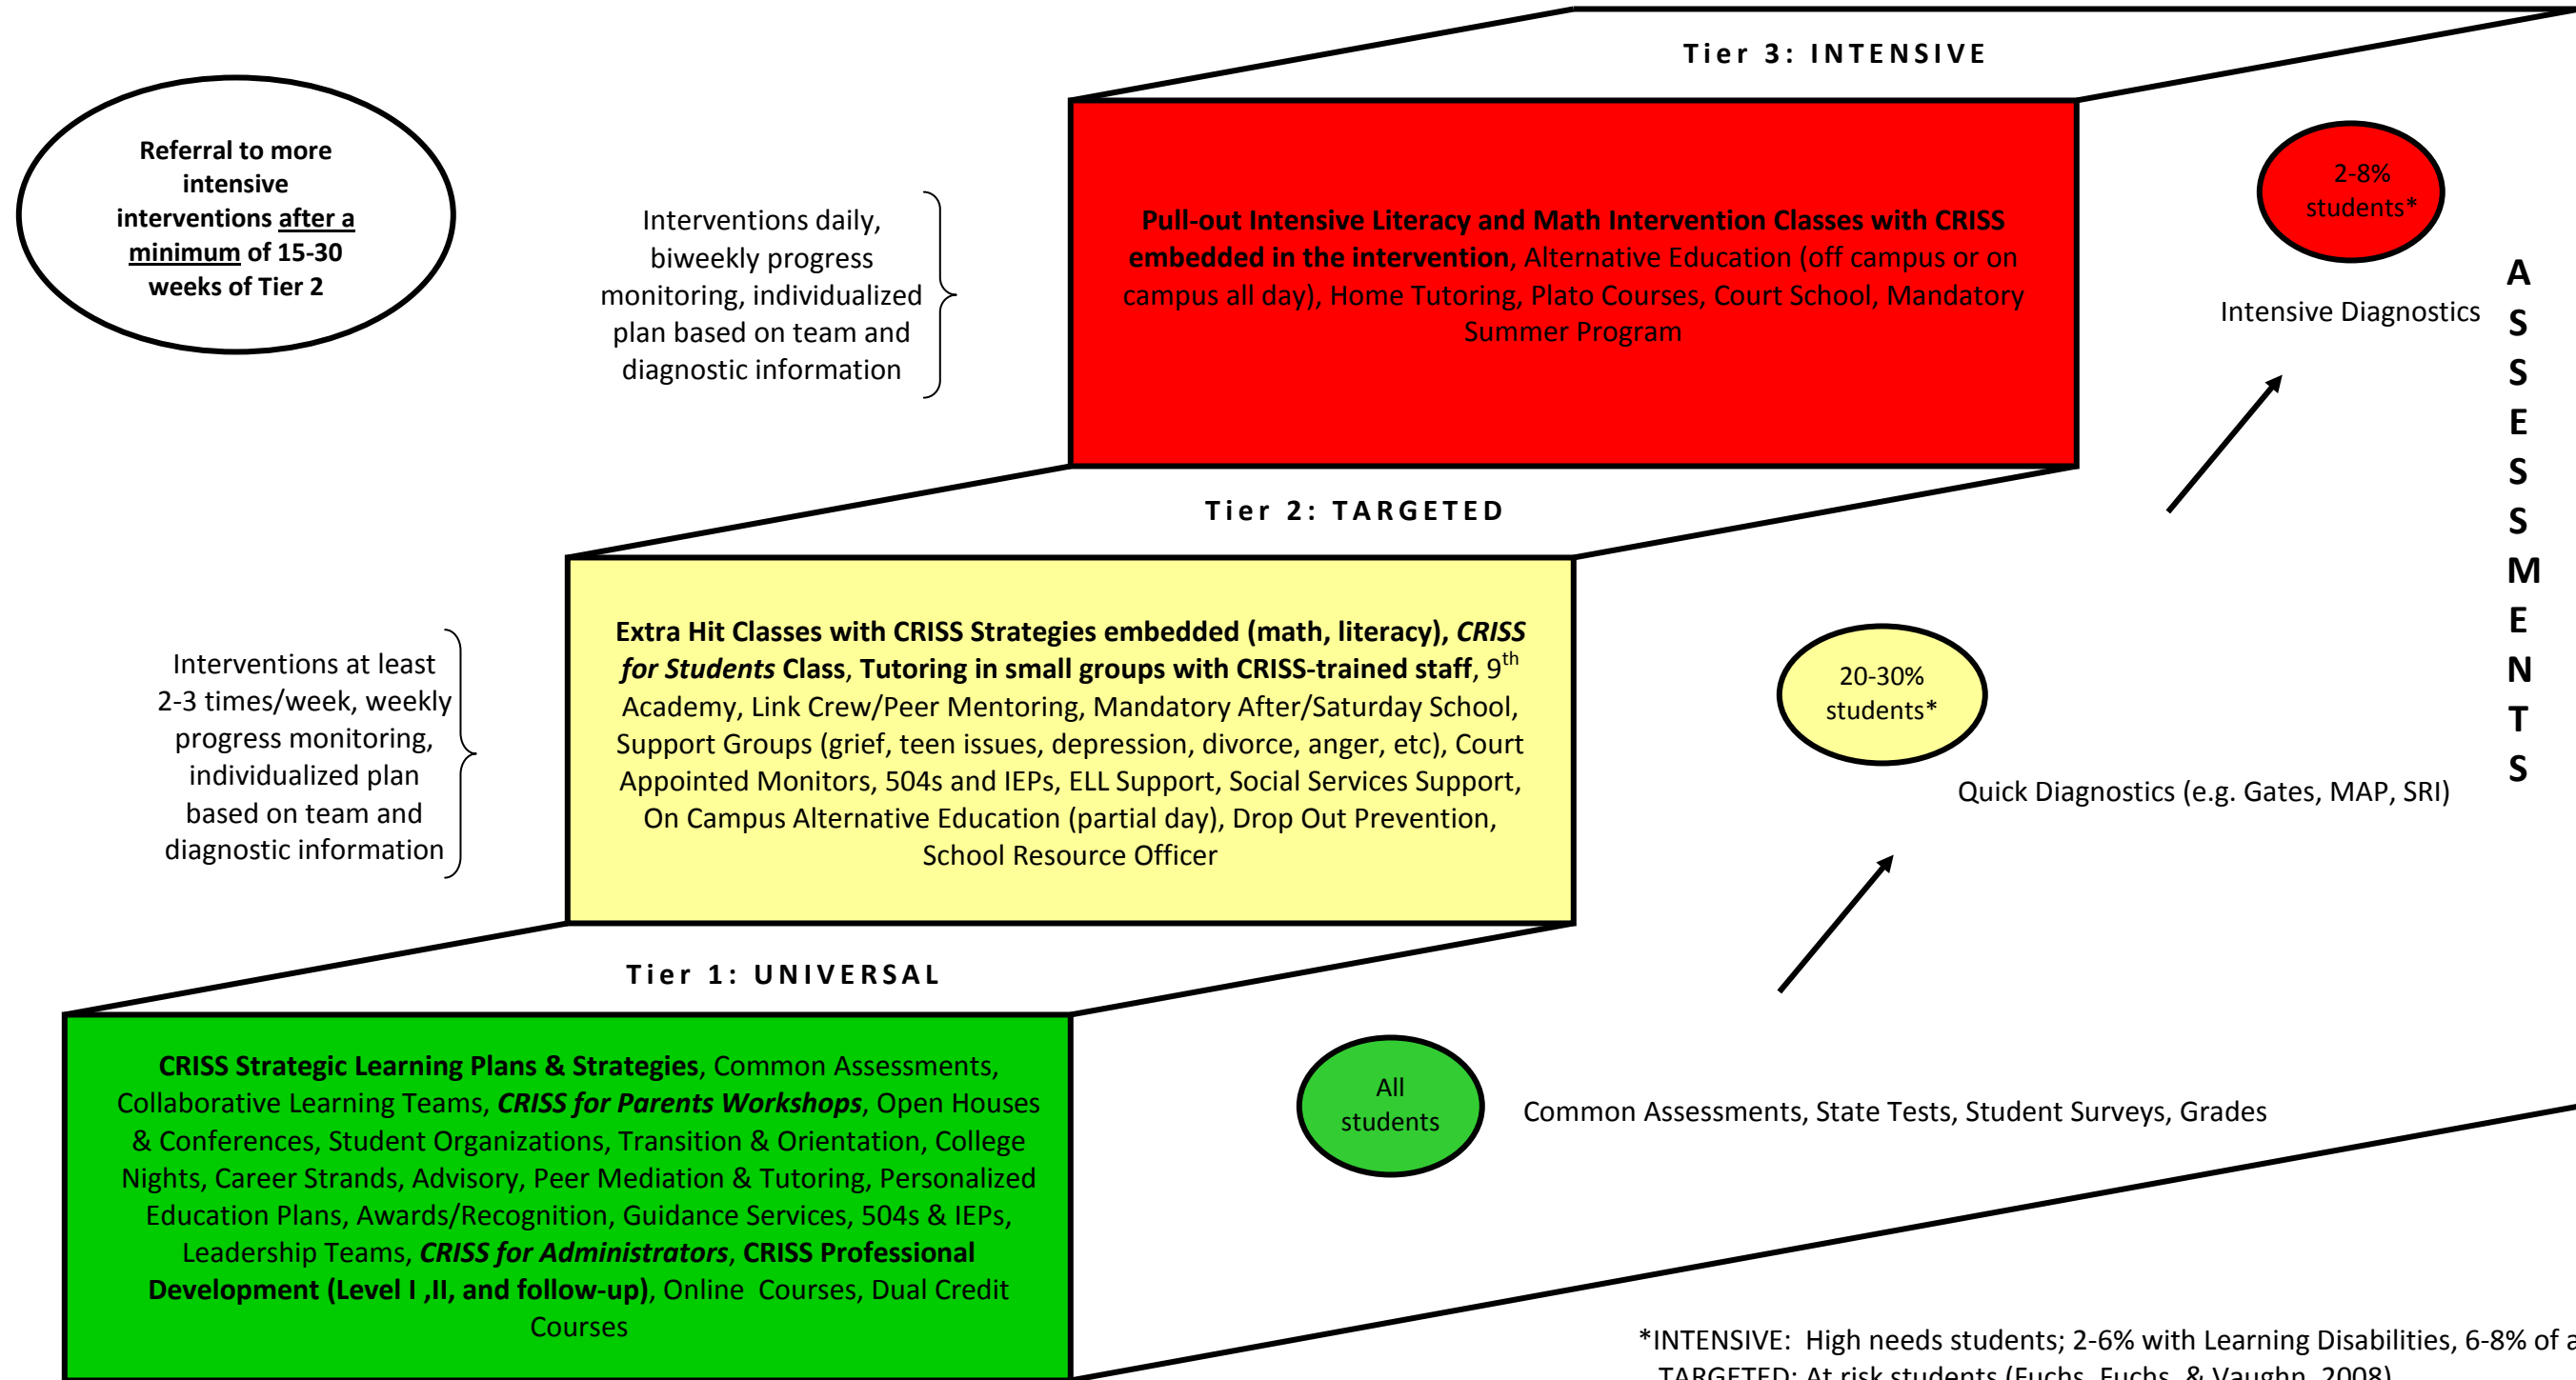 Tier 3: INTENSIVE
Referral to more
intensive
interventions after a
minimum of 15-30
weeks of Tier 2
Interventions daily,
biweekly progress
monitoring, individualized
plan based on team and
diagnostic information
Pull-out Intensive Literacy and Math Intervention Classes with CRISS
embedded in the intervention, Alternative Education (off campus or on
campus all day), Home Tutoring, Plato Courses, Court School, Mandatory
Summer Program
2-8%
students*
Intensive Diagnostics
A
S
S
E
S
S
M
E
N
T
S
Tier 2: TARGETED
Interventions at least
2-3 times/week, weekly
progress monitoring,
individualized plan
based on team and
diagnostic information
Extra Hit Classes with CRISS Strategies embedded (math, literacy), CRISS
for Students Class, Tutoring in small groups with CRISS-trained staff, 9th
Academy, Link Crew/Peer Mentoring, Mandatory After/Saturday School,
Support Groups (grief, teen issues, depression, divorce, anger, etc), Court
Appointed Monitors, 504s and IEPs, ELL Support, Social Services Support,
On Campus Alternative Education (partial day), Drop Out Prevention,
School Resource Officer
20-30%
students*
Quick Diagnostics (e.g. Gates, MAP, SRI)
Tier 1: UNIVERSAL
CRISS Strategic Learning Plans & Strategies, Common Assessments,
Collaborative Learning Teams, CRISS for Parents Workshops, Open Houses
& Conferences, Student Organizations, Transition & Orientation, College
Nights, Career Strands, Advisory, Peer Mediation & Tutoring, Personalized
Education Plans, Awards/Recognition, Guidance Services, 504s & IEPs,
Leadership Teams, CRISS for Administrators, CRISS Professional
Development (Level I ,II, and follow-up), Online Courses, Dual Credit
Courses
All
students
Common Assessments, State Tests, Student Surveys, Grades
*INTENSIVE: High needs students; 2-6% with Learning Disabilities, 6-8% of
TARGETED: At risk students (Fuchs, Fuchs, & Vaughn, 2008)